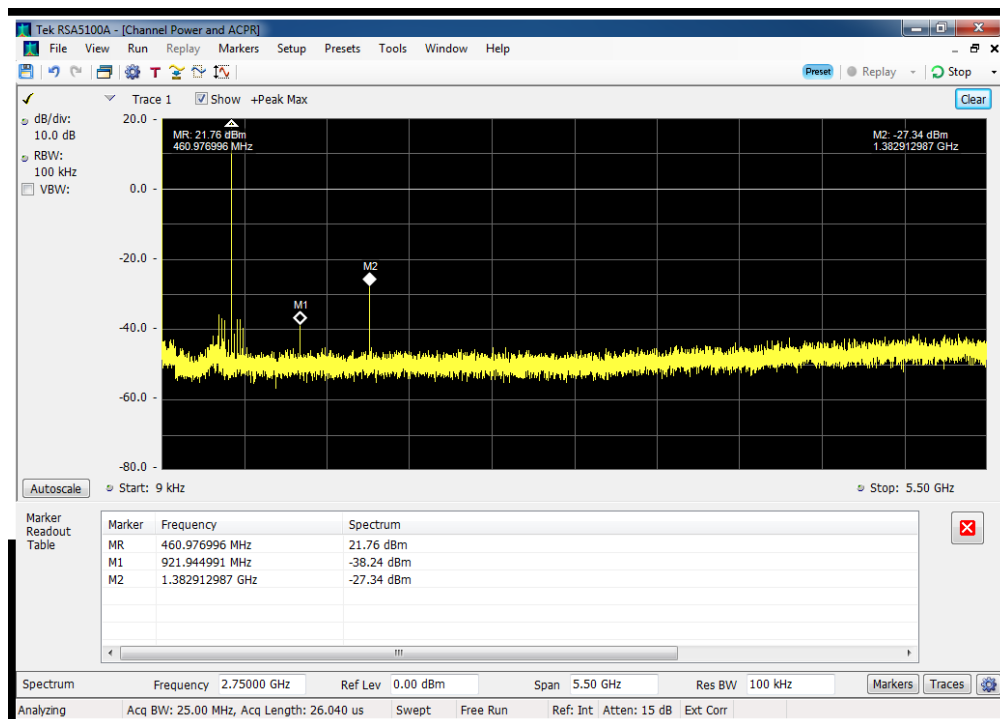 Tek RSA5100A - [Channel Power and ACPR]
File View Run Replay Markers Setup Presets Tools Window Help
T Preset Replay Stop
Trace 1 Show +Peak Max Clear
dB/div:
10.0 dB
RBW:
100 kHz
VBW:
20.0
0.0
-20.0
-40.0
-60.0
-80.0
MR: 21.76 dBm
460.976996 MHz
M2: -27.34 dBm
1.382912987 GHz
M2
M1
Autoscale Start: 9 kHz Stop: 5.50 GHz
Marker
Readout
Table
Marker Frequency Spectrum
MR 460.976996 MHz 21.76 dBm
M1 921.944991 MHz -38.24 dBm
M2 1.382912987 GHz -27.34 dBm
Spectrum Frequency 2.75000 GHz Ref Lev 0.00 dBm Span 5.50 GHz Res BW 100 kHz Markers Traces
Analyzing Acq BW: 25.00 MHz, Acq Length: 26.040 us Swept Free Run Ref: Int Atten: 15 dB Ext Corr